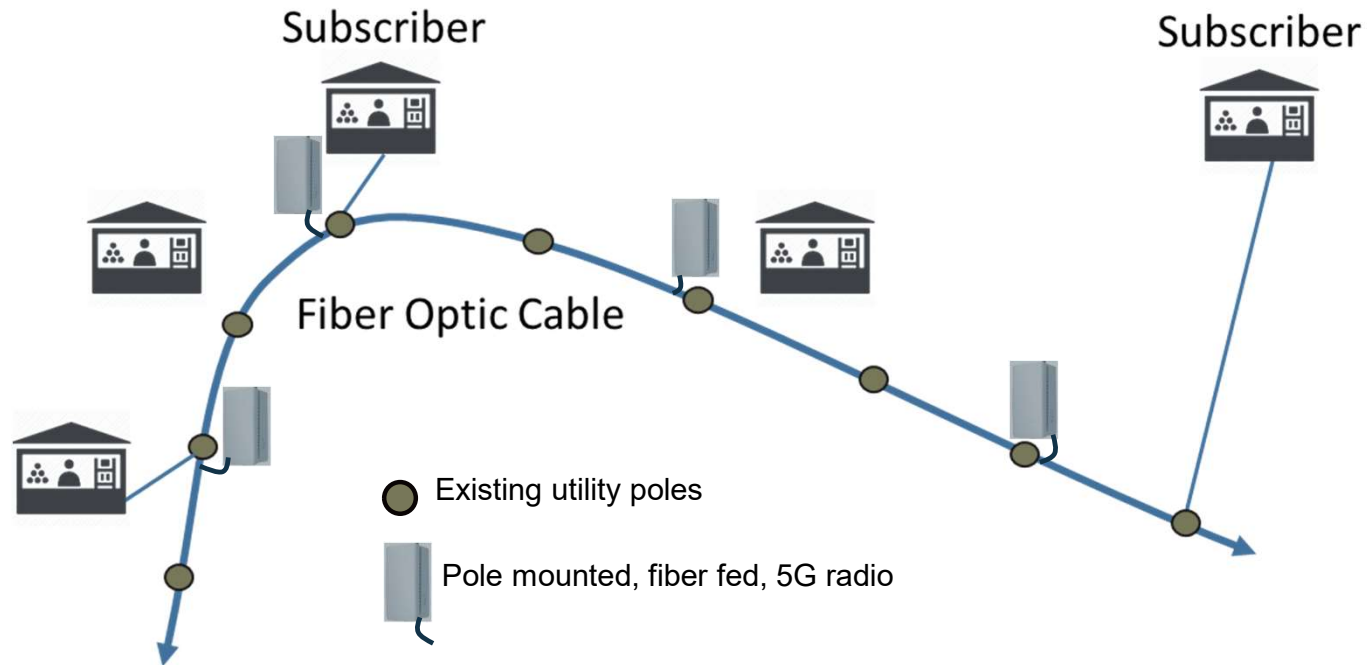 Subscriber
Subscriber
Fiber Optic Cable
Existing utility poles
Pole mounted, fiber fed, 5G radio